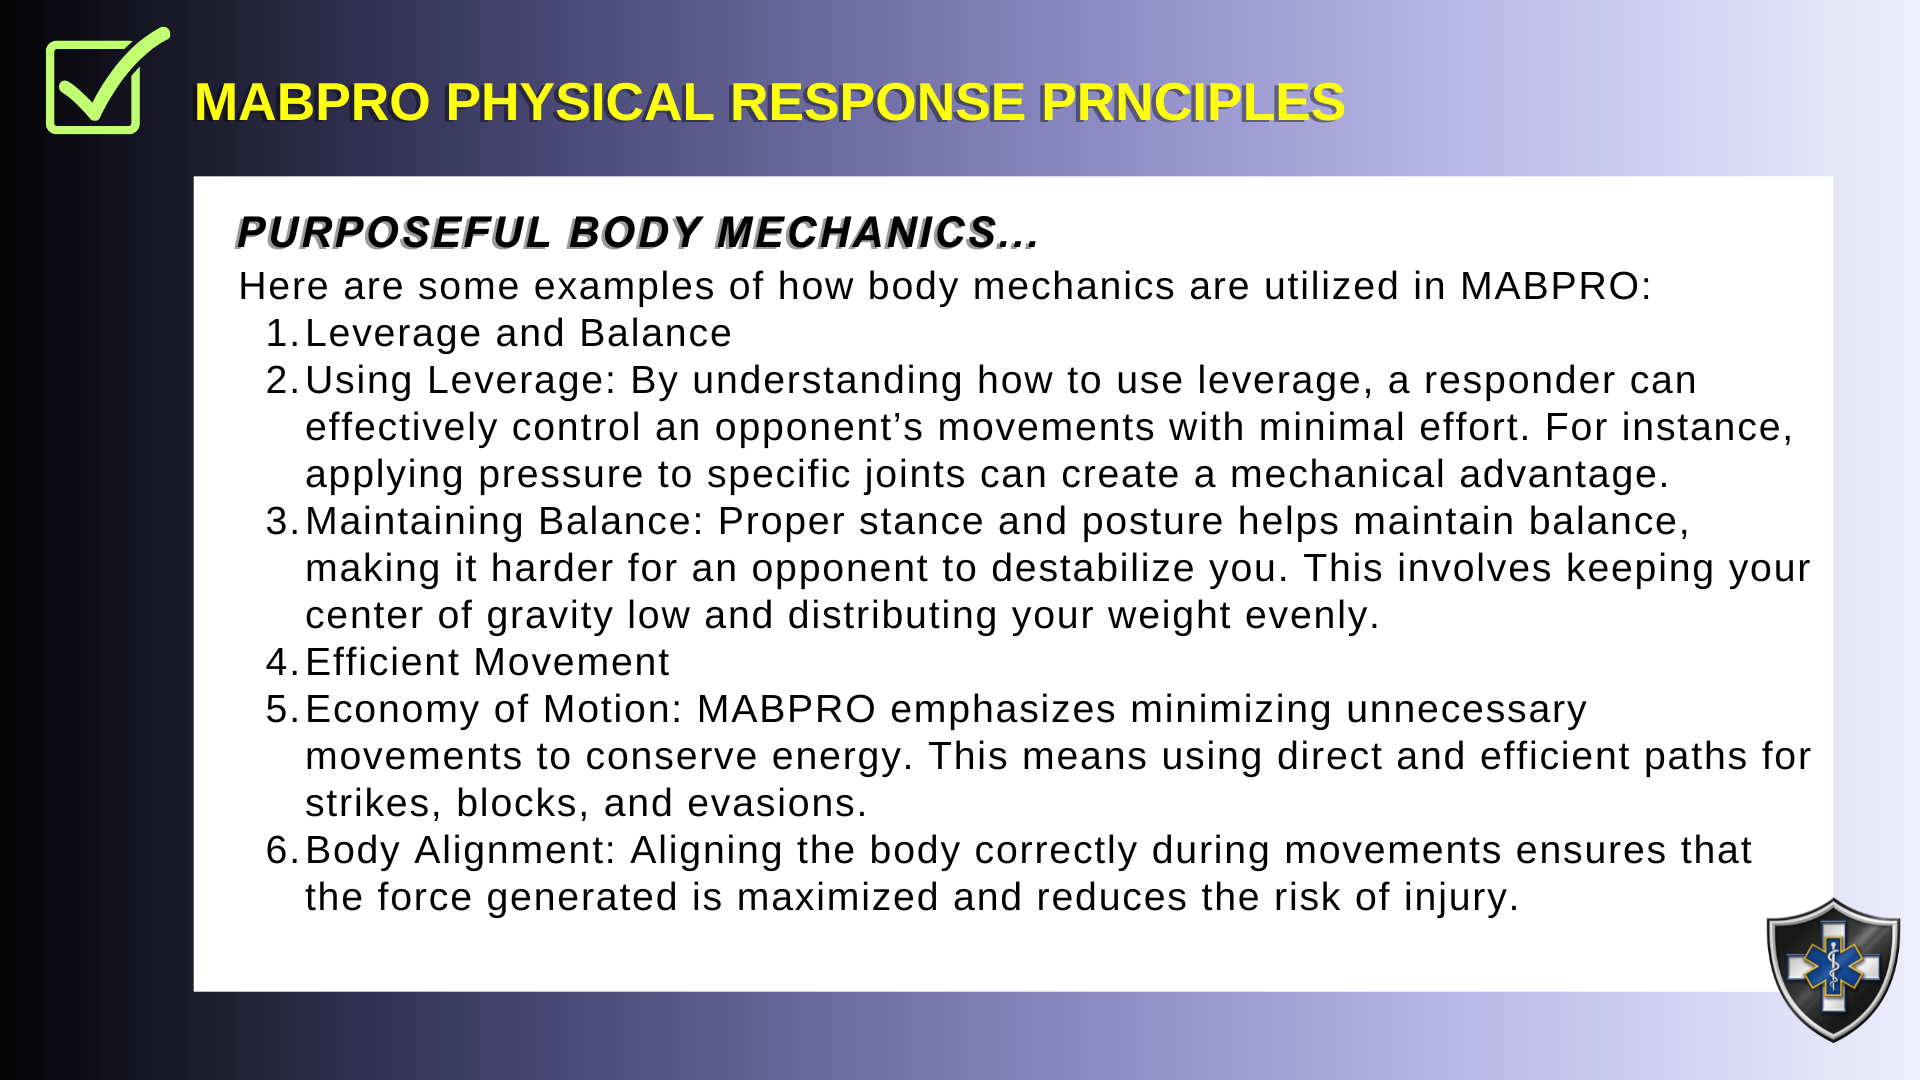 MABPRO PHYSICAL RESPONSE PRNCIPLES
PURPOSEFUL BODY MECHANICS...
Here are some examples of how body mechanics are utilized in MABPRO:
1. Leverage and Balance
2. Using Leverage: By understanding how to use leverage, a responder can
effectively control an opponent’s movements with minimal effort. For instance,
applying pressure to specific joints can create a mechanical advantage.
3. Maintaining Balance: Proper stance and posture helps maintain balance,
making it harder for an opponent to destabilize you. This involves keeping your
center of gravity low and distributing your weight evenly.
4. Efficient Movement
5. Economy of Motion: MABPRO emphasizes minimizing unnecessary
movements to conserve energy. This means using direct and efficient paths for
strikes, blocks, and evasions.
6. Body Alignment: Aligning the body correctly during movements ensures that
the force generated is maximized and reduces the risk of injury.